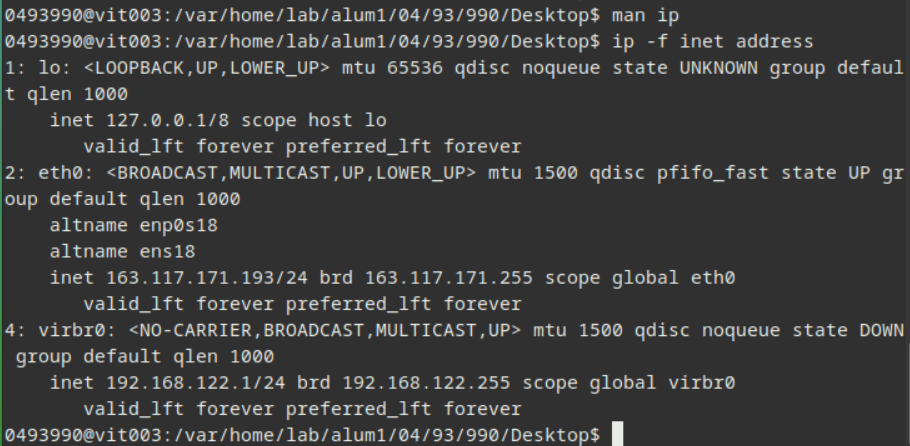 0493990@vit003:/var/home/lab/alum1/04/93/990/Desktop$ man ip
0493990@vit003:/var/home/lab/alum1/04/93/990/Desktop$ ip -f inet address
1: lo: <LOOPBACK,UP,LOWER_UP> mtu 65536 qdisc noqueue state UNKNOWN group defaul
t qlen 1000
    inet 127.0.0.1/8 scope host lo
       valid_lft forever preferred_lft forever
2: eth0: <BROADCAST,MULTICAST,UP,LOWER_UP> mtu 1500 qdisc pfifo_fast state UP gr
oup default qlen 1000
    altname enp0s18
    altname ens18
    inet 163.117.171.193/24 brd 163.117.171.255 scope global eth0
       valid_lft forever preferred_lft forever
4: virbr0: <NO-CARRIER,BROADCAST,MULTICAST,UP> mtu 1500 qdisc noqueue state DOWN
 group default qlen 1000
    inet 192.168.122.1/24 brd 192.168.122.255 scope global virbr0
       valid_lft forever preferred_lft forever
0493990@vit003:/var/home/lab/alum1/04/93/990/Desktop$